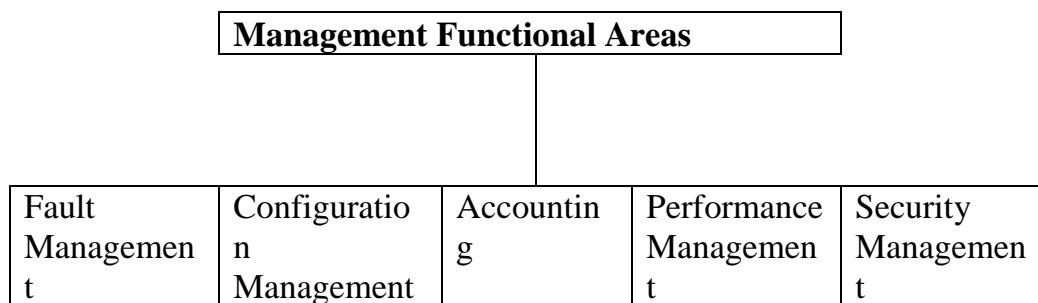 Management Functional Areas
Fault
Managemen
t
Configuratio
n
Management
Accountin
g
Performance
Managemen
t
Security
Managemen
t